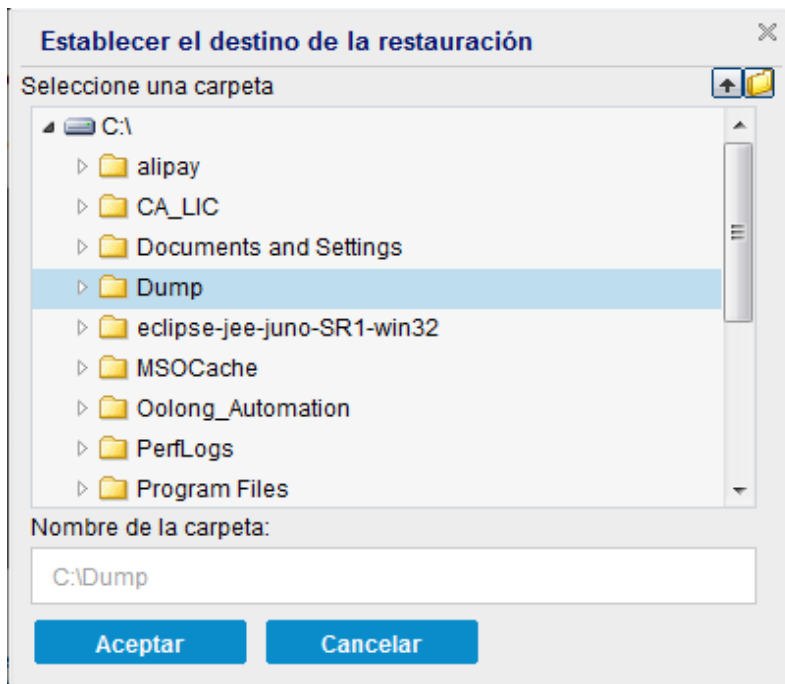 Establecer el destino de la restauración
Seleccione una carpeta
C:\
alipay
CA_LIC
Documents and Settings
Dump
eclipse-jee-juno-SR1-win32
MSOCache
Oolong_Automation
PerfLogs
Program Files
Nombre de la carpeta:
C:\Dump
Aceptar Cancelar